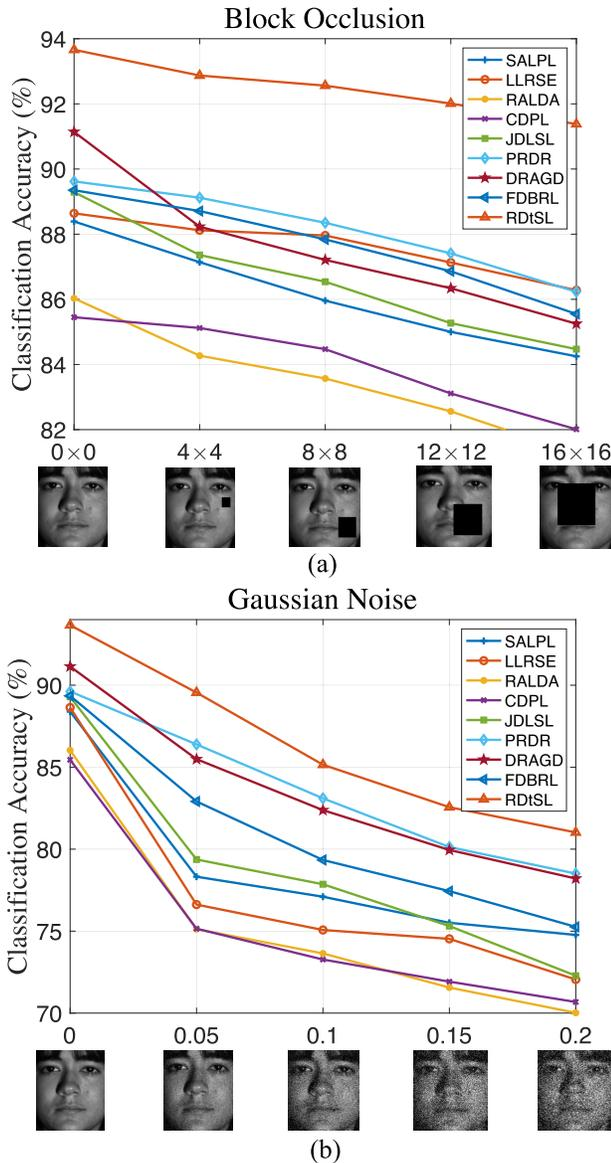 Block Occlusion
Classification Accuracy (%)
94
92
90
88
86
84
82
SALPL
LLRSE
RALDA
CDPL
JDLSL
PRDR
DRAGD
FDBRL
RDtSL
0×0 4×4 8×8 12×12 16×16
(a)
Gaussian Noise
Classification Accuracy (%)
90
85
80
75
70
SALPL
LLRSE
RALDA
CDPL
JDLSL
PRDR
DRAGD
FDBRL
RDtSL
0 0.05 0.1 0.15 0.2
(b)